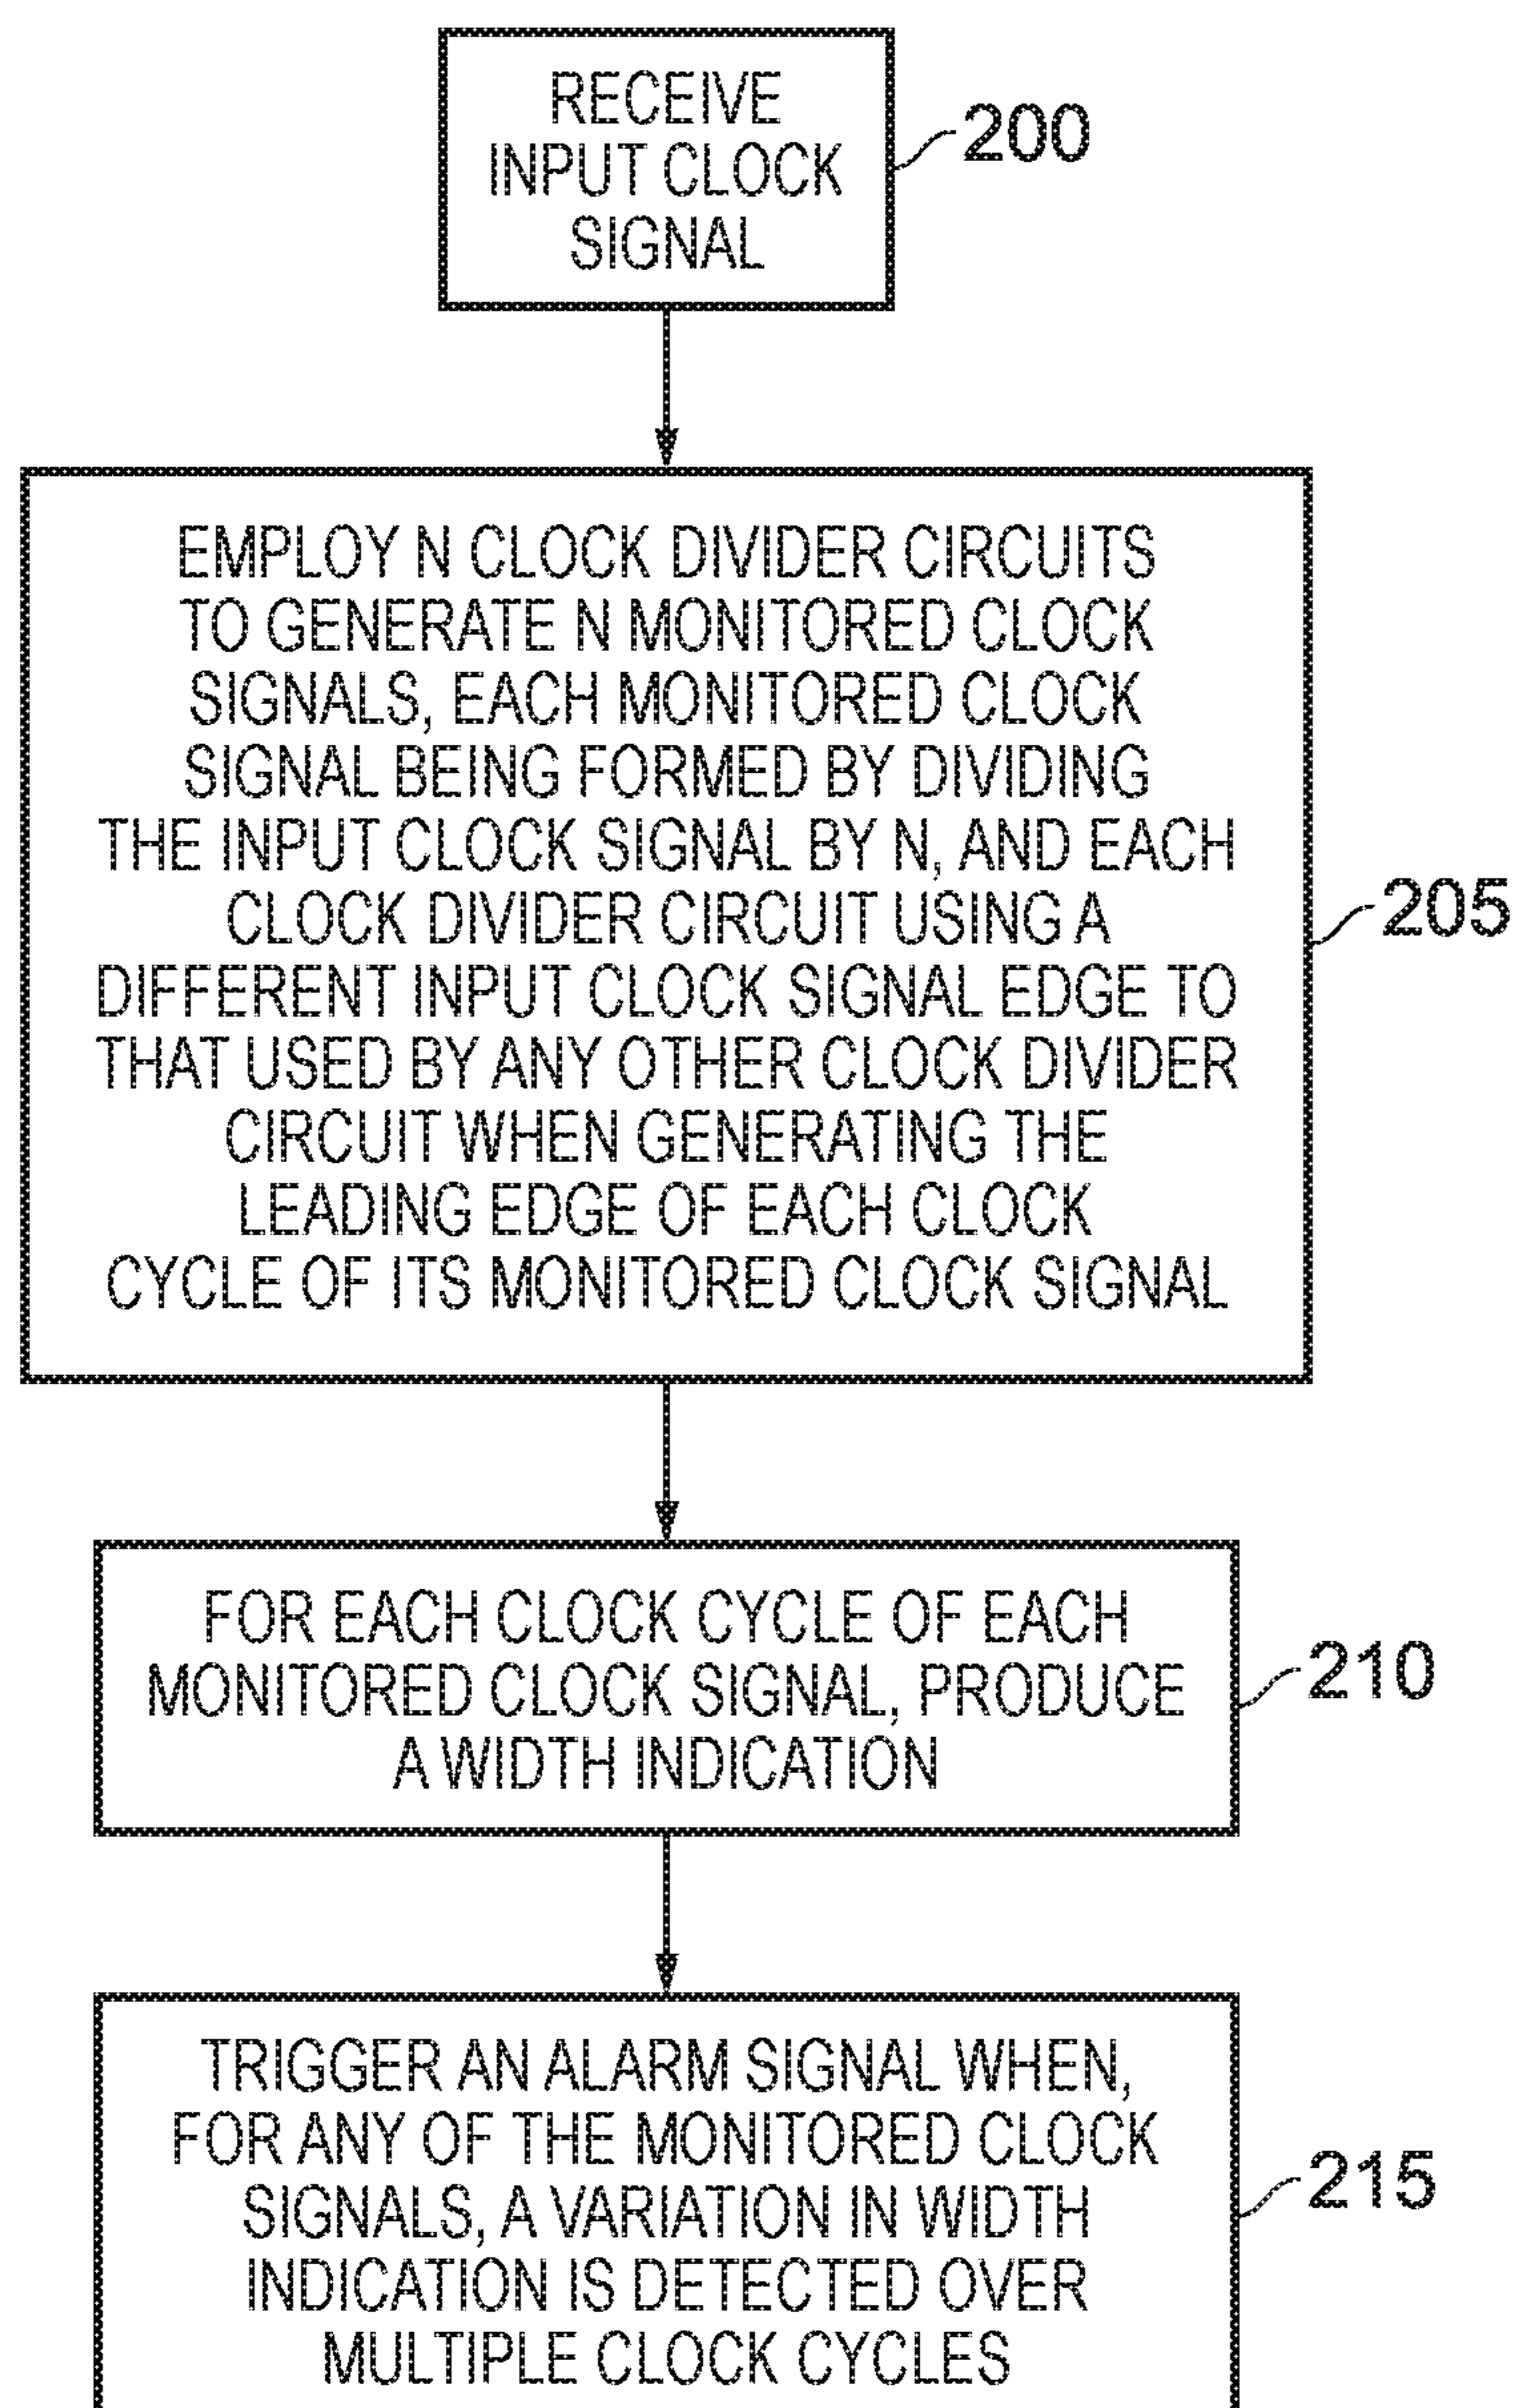 RECEIVE
INPUT CLOCK
SIGNAL
200
EMPLOY N CLOCK DIVIDER CIRCUITS
TO GENERATE N MONITORED CLOCK
SIGNALS, EACH MONITORED CLOCK
SIGNAL BEING FORMED BY DIVIDING
THE INPUT CLOCK SIGNAL BY N, AND EACH
CLOCK DIVIDER CIRCUIT USING A
DIFFERENT INPUT CLOCK SIGNAL EDGE TO
THAT USED BY ANY OTHER CLOCK DIVIDER
CIRCUIT WHEN GENERATING THE
LEADING EDGE OF EACH CLOCK
CYCLE OF ITS MONITORED CLOCK SIGNAL
205
FOR EACH CLOCK CYCLE OF EACH
MONITORED CLOCK SIGNAL, PRODUCE
A WIDTH INDICATION
210
TRIGGER AN ALARM SIGNAL WHEN,
FOR ANY OF THE MONITORED CLOCK
SIGNALS, A VARIATION IN WIDTH
INDICATION IS DETECTED OVER
MULTIPLE CLOCK CYCLES
215